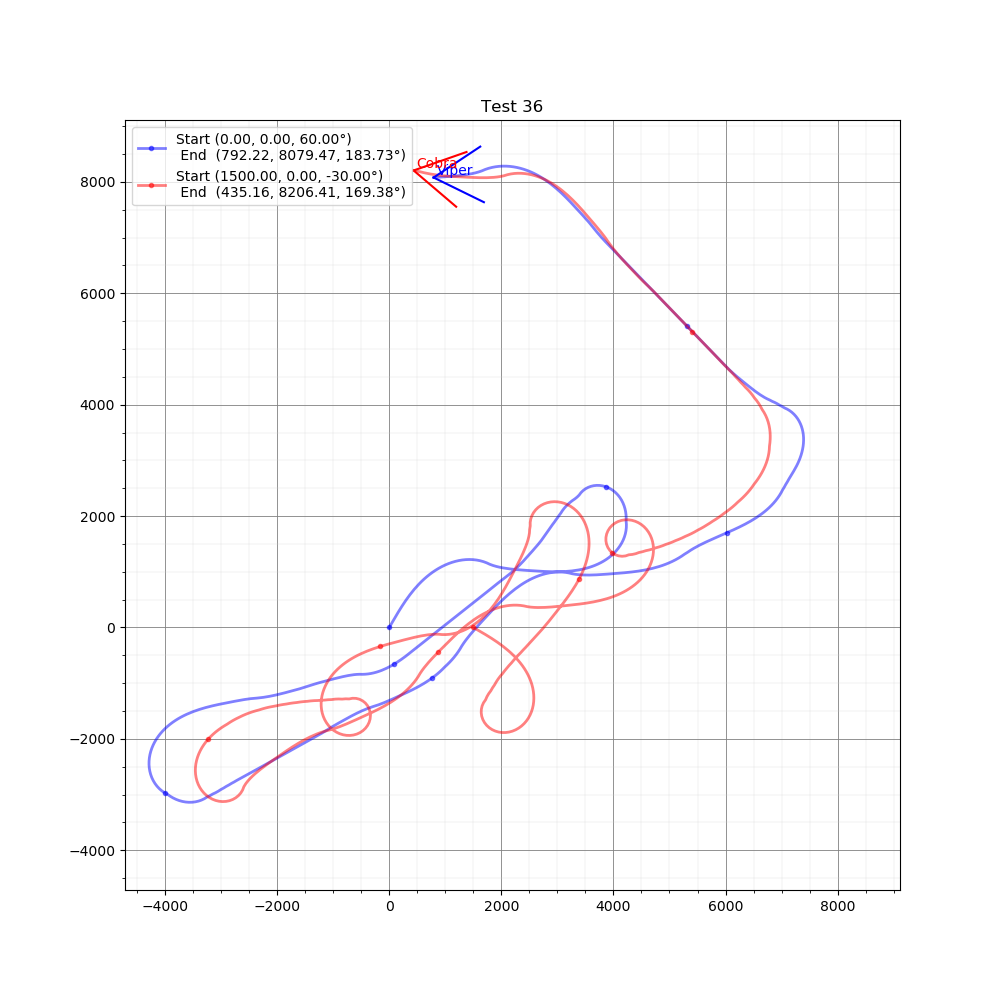 Test 36
Start (0.00, 0.00, 60.00°)
End (792.22, 8079.47, 183.73°)
Start (1500.00, 0.00, -30.00°)
End (435.16, 8206.41, 169.38°)
Cobra
Viper
8000
6000
4000
2000
0
−2000
−4000
−4000 −2000 0 2000 4000 6000 8000